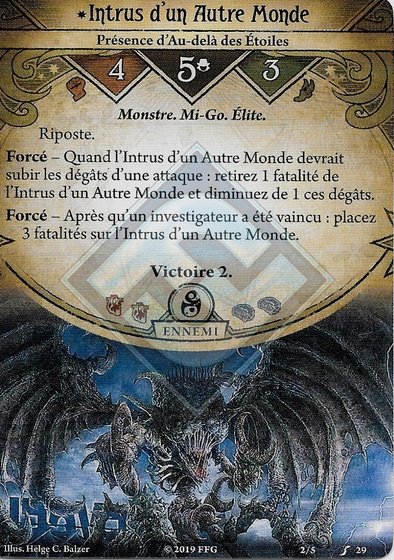 *Intrus d'un Autre Monde
Présence d'Au-delà des Étoiles
4 5 3
Monstre. Mi-Go. Élite.
Riposte.
Forcé – Quand l'Intrus d'un Autre Monde devrait
subir les dégâts d'une attaque : retirez 1 fatalité de
l'Intrus d'un Autre Monde et diminuez de 1 ces dégâts.
Forcé – Après qu'un investigateur a été vaincu : placez
3 fatalités sur l'Intrus d'un Autre Monde.
Victoire 2.
ENNEMI
Illus. Helge C. Balzer © 2019 FFG 2/5 29